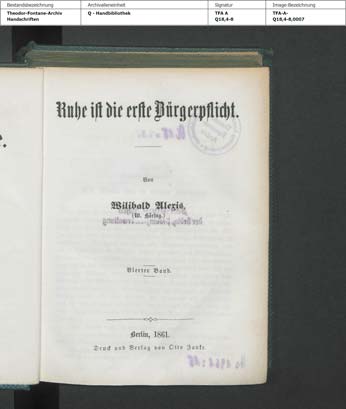 Bestandsbezeichnung
Archivalieneinheit
Signatur
Image-Bezeichnung
Theodor-Fontane-Archiv
Handschriften
Q - Handbibliothek
TFA A
Q18,4-8
TFA-A-
Q18,4-8,0007
Ruhe ist die erste Bürgerpflicht.
Von
Wilibald Alexis.
(W. Häring.)
Vierter Band.
Berlin, 1861.
Druck und Verlag von Otto Janke.